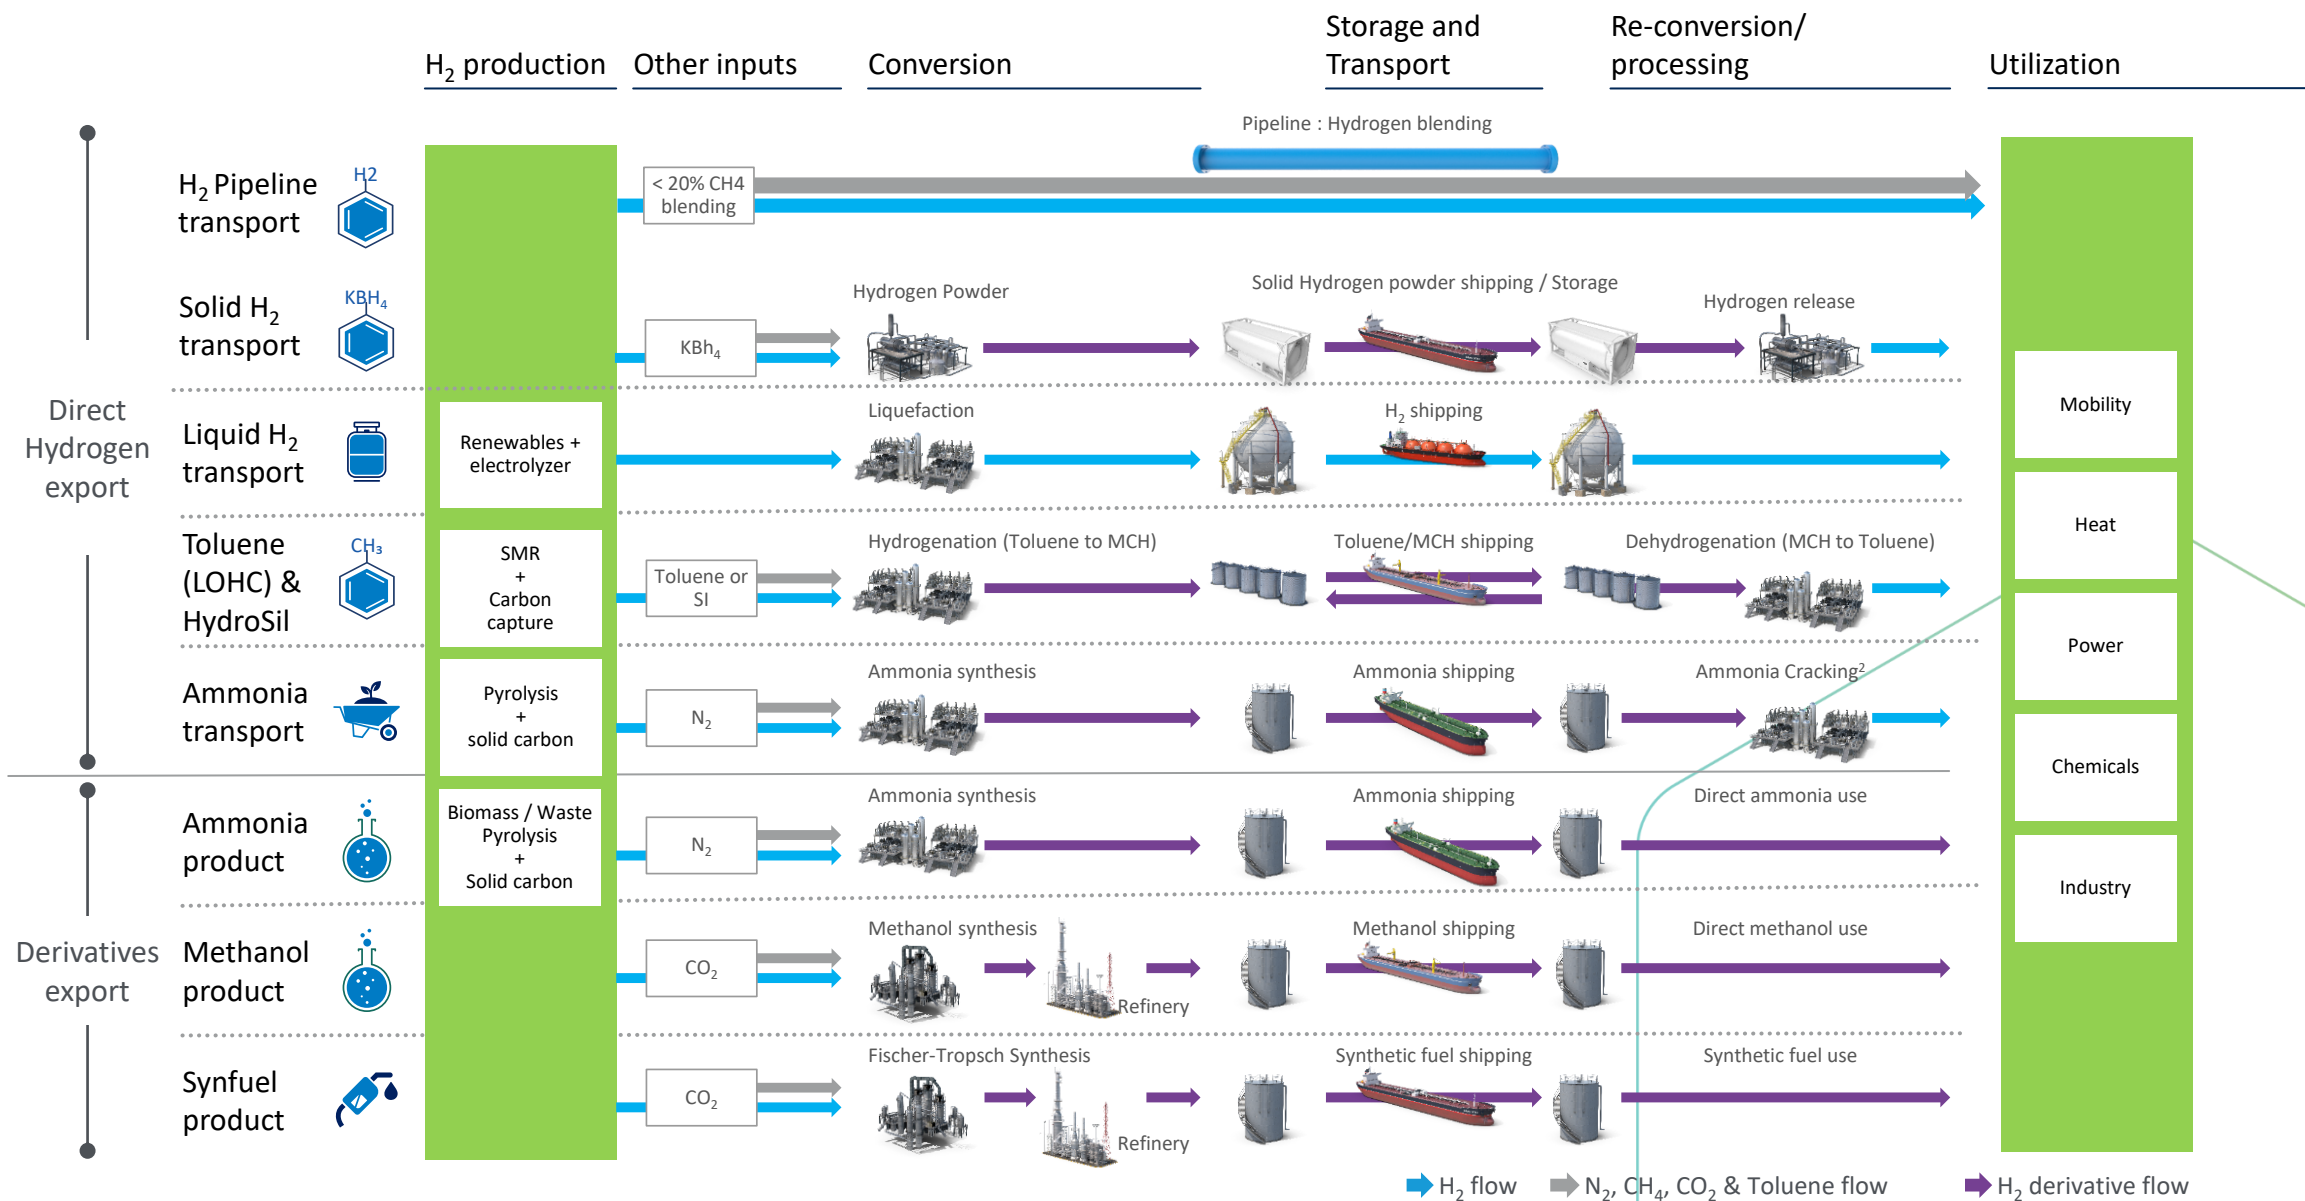 H2 production
Other inputs
Conversion
Storage and
Transport
Re-conversion/
processing
Utilization
Direct
Hydrogen
export
Derivatives
export
H2 Pipeline
transport
H2
< 20% CH4
blending
Pipeline : Hydrogen blending
Solid H2
transport
KBH4
KBh4
Hydrogen Powder
Solid Hydrogen powder shipping / Storage
Hydrogen release
Liquid H2
transport
Renewables +
electrolyzer
Liquefaction
H2 shipping
Toluene
(LOHC) &
HydroSil
CH3
SMR
+
Carbon
capture
Toluene or
SI
Hydrogenation (Toluene to MCH)
Toluene/MCH shipping
Dehydrogenation (MCH to Toluene)
Ammonia
transport
Pyrolysis
+
solid carbon
N2
Ammonia synthesis
Ammonia shipping
Ammonia Cracking2
Ammonia
product
Biomass / Waste
Pyrolysis
+
Solid carbon
N2
Ammonia synthesis
Ammonia shipping
Direct ammonia use
Methanol
product
CO2
Methanol synthesis
Refinery
Methanol shipping
Direct methanol use
Synfuel
product
CO2
Fischer-Tropsch Synthesis
Refinery
Synthetic fuel shipping
Synthetic fuel use
Mobility
Heat
Power
Chemicals
Industry
H2 flow
N2, CH4, CO2 & Toluene flow
H2 derivative flow